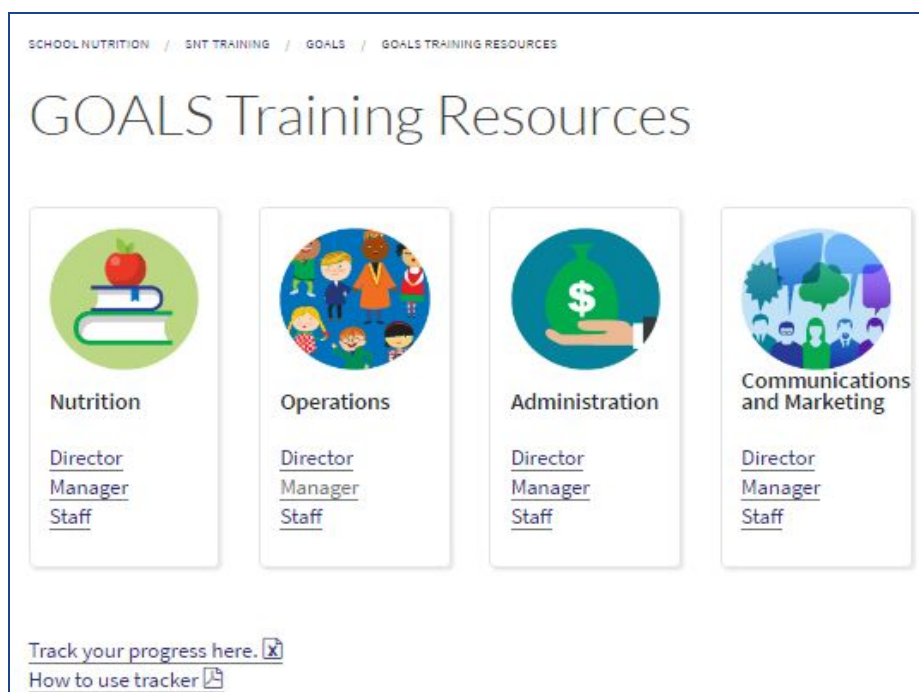 SCHOOL NUTRITION / SNT TRAINING / GOALS / GOALS TRAINING RESOURCES
GOALS Training Resources
$
Nutrition
Director
Manager
Staff
Operations
Director
Manager
Staff
Administration
Director
Manager
Staff
Communications
and Marketing
Director
Manager
Staff
Track your progress here.
How to use tracker